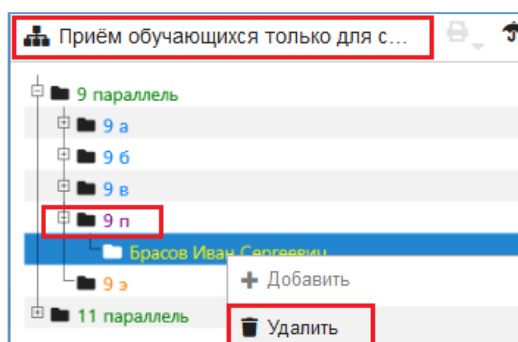 Приём обучающихся только для с...
9 параллель
9 а
9 б
9 в
9 п
Брасов Иван Сергеевич
9 э
Добавить
11 параллель
Удалить